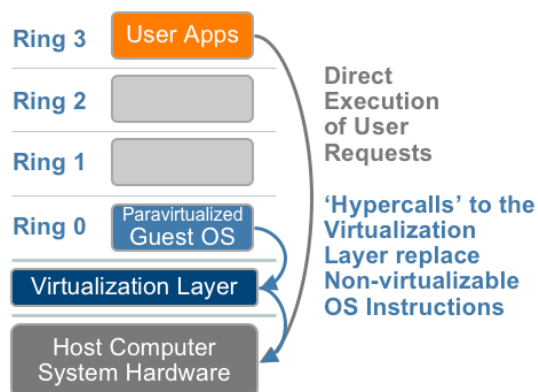 Ring 3
User Apps
Ring 2
Ring 1
Ring 0
Paravirtualized
Guest OS
Virtualization Layer
Host Computer
System Hardware
Direct
Execution
of User
Requests
‘Hypercalls’ to the
Virtualization
Layer replace
Non-virtualizable
OS Instructions